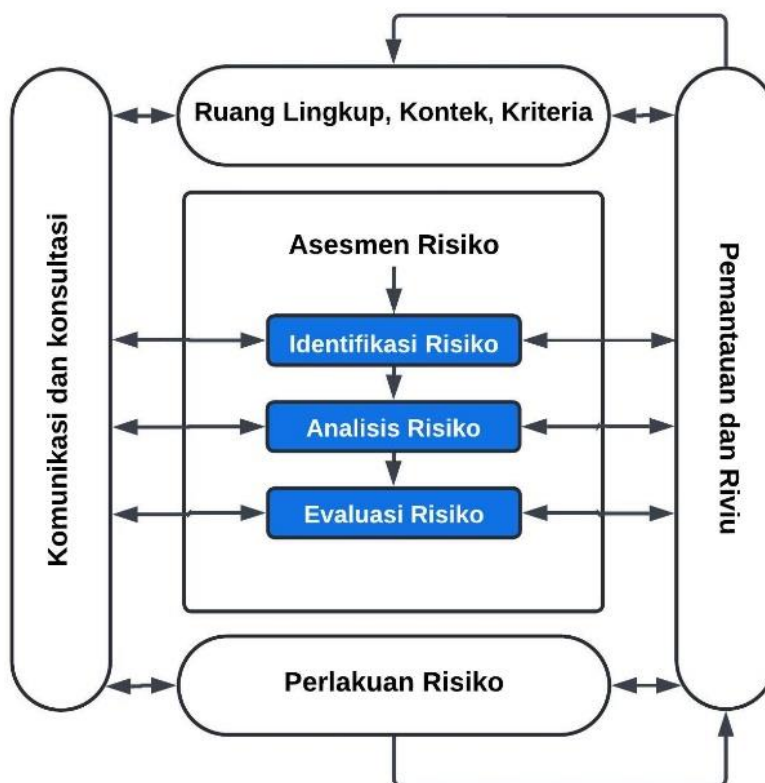 Ruang Lingkup, Kontek, Kriteria
Komunikasi dan konsultasi
Asesmen Risiko
Identifikasi Risiko
Analisis Risiko
Evaluasi Risiko
Pemantauan dan Riviu
Perlakuan Risiko